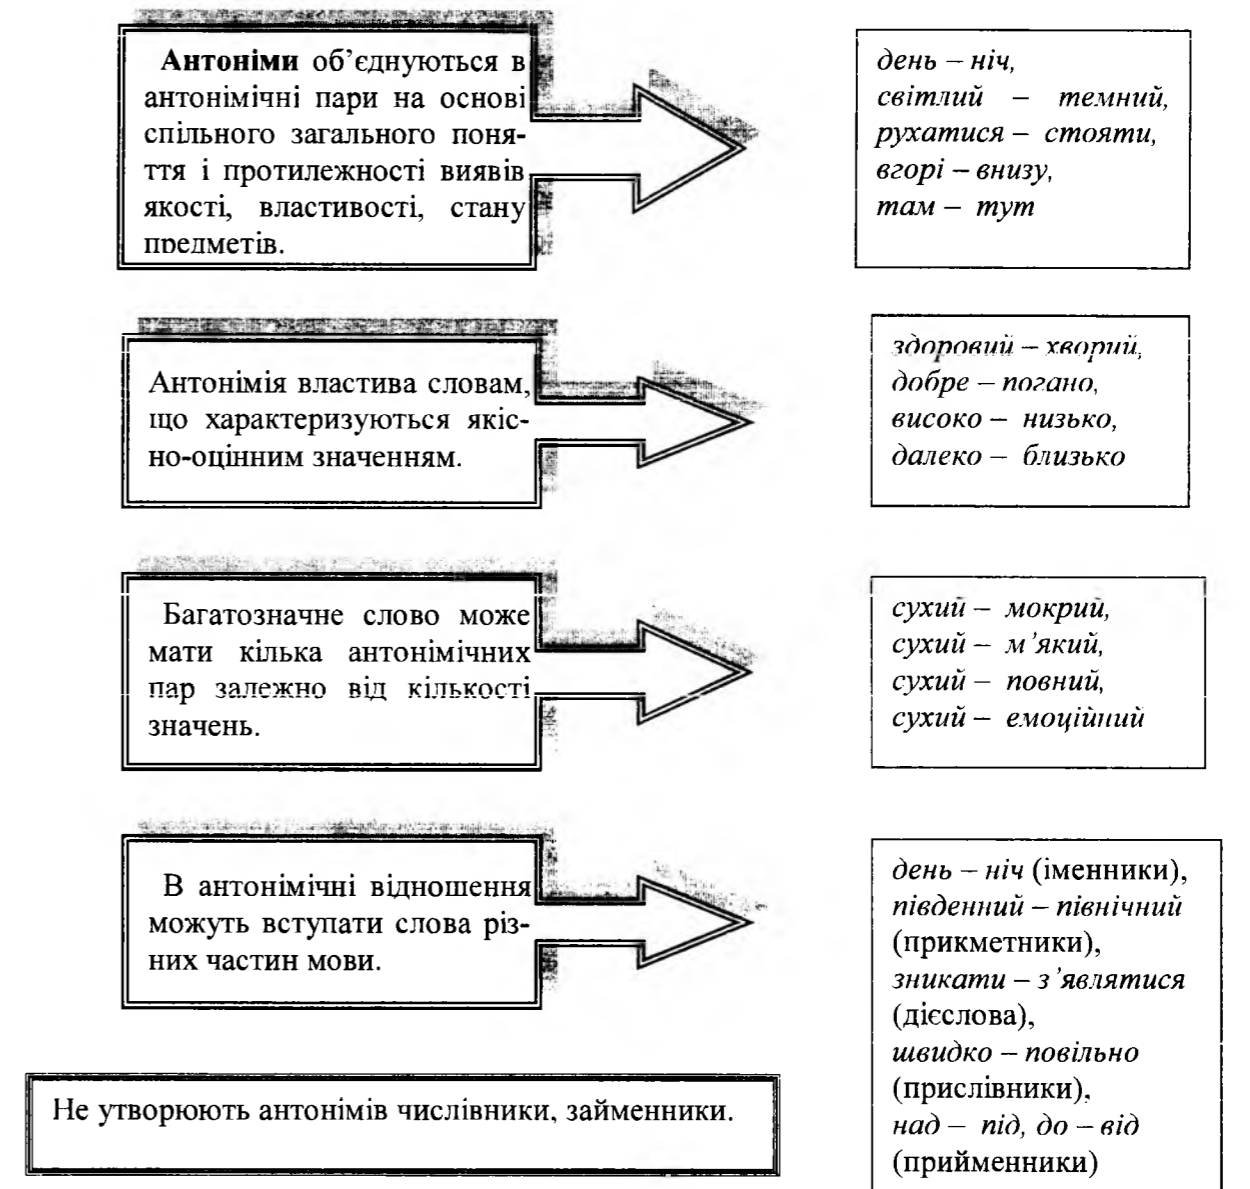 Антоніми об’єднуються в
антонімічні пари на основі
спільного загального поня-
ття і протилежності виявів
якості, властивості, стану
предметів.
день – ніч,
світлий – темний,
рухатися – стояти,
вгорі – внизу,
там – тут
Антонімія властива словам,
що характеризуються якіс-
но-оцінним значенням.
здоровий – хворий,
добре – погано,
високо – низько,
далеко – близько
Багатозначне слово може
мати кілька антонімічних
пар залежно від кількості
значень.
сухий – мокрий,
сухий – м’який,
сухий – повний,
сухий – емоційний
В антонімічні відношення
можуть вступати слова різ-
них частин мови.
день – ніч (іменники),
південний – північний
(прикметники),
зникати – з’являтися
(дієслова),
швидко – повільно
(прислівники),
над – під, до – від
(прийменники)
Не утворюють антонімів числівники, займенники.